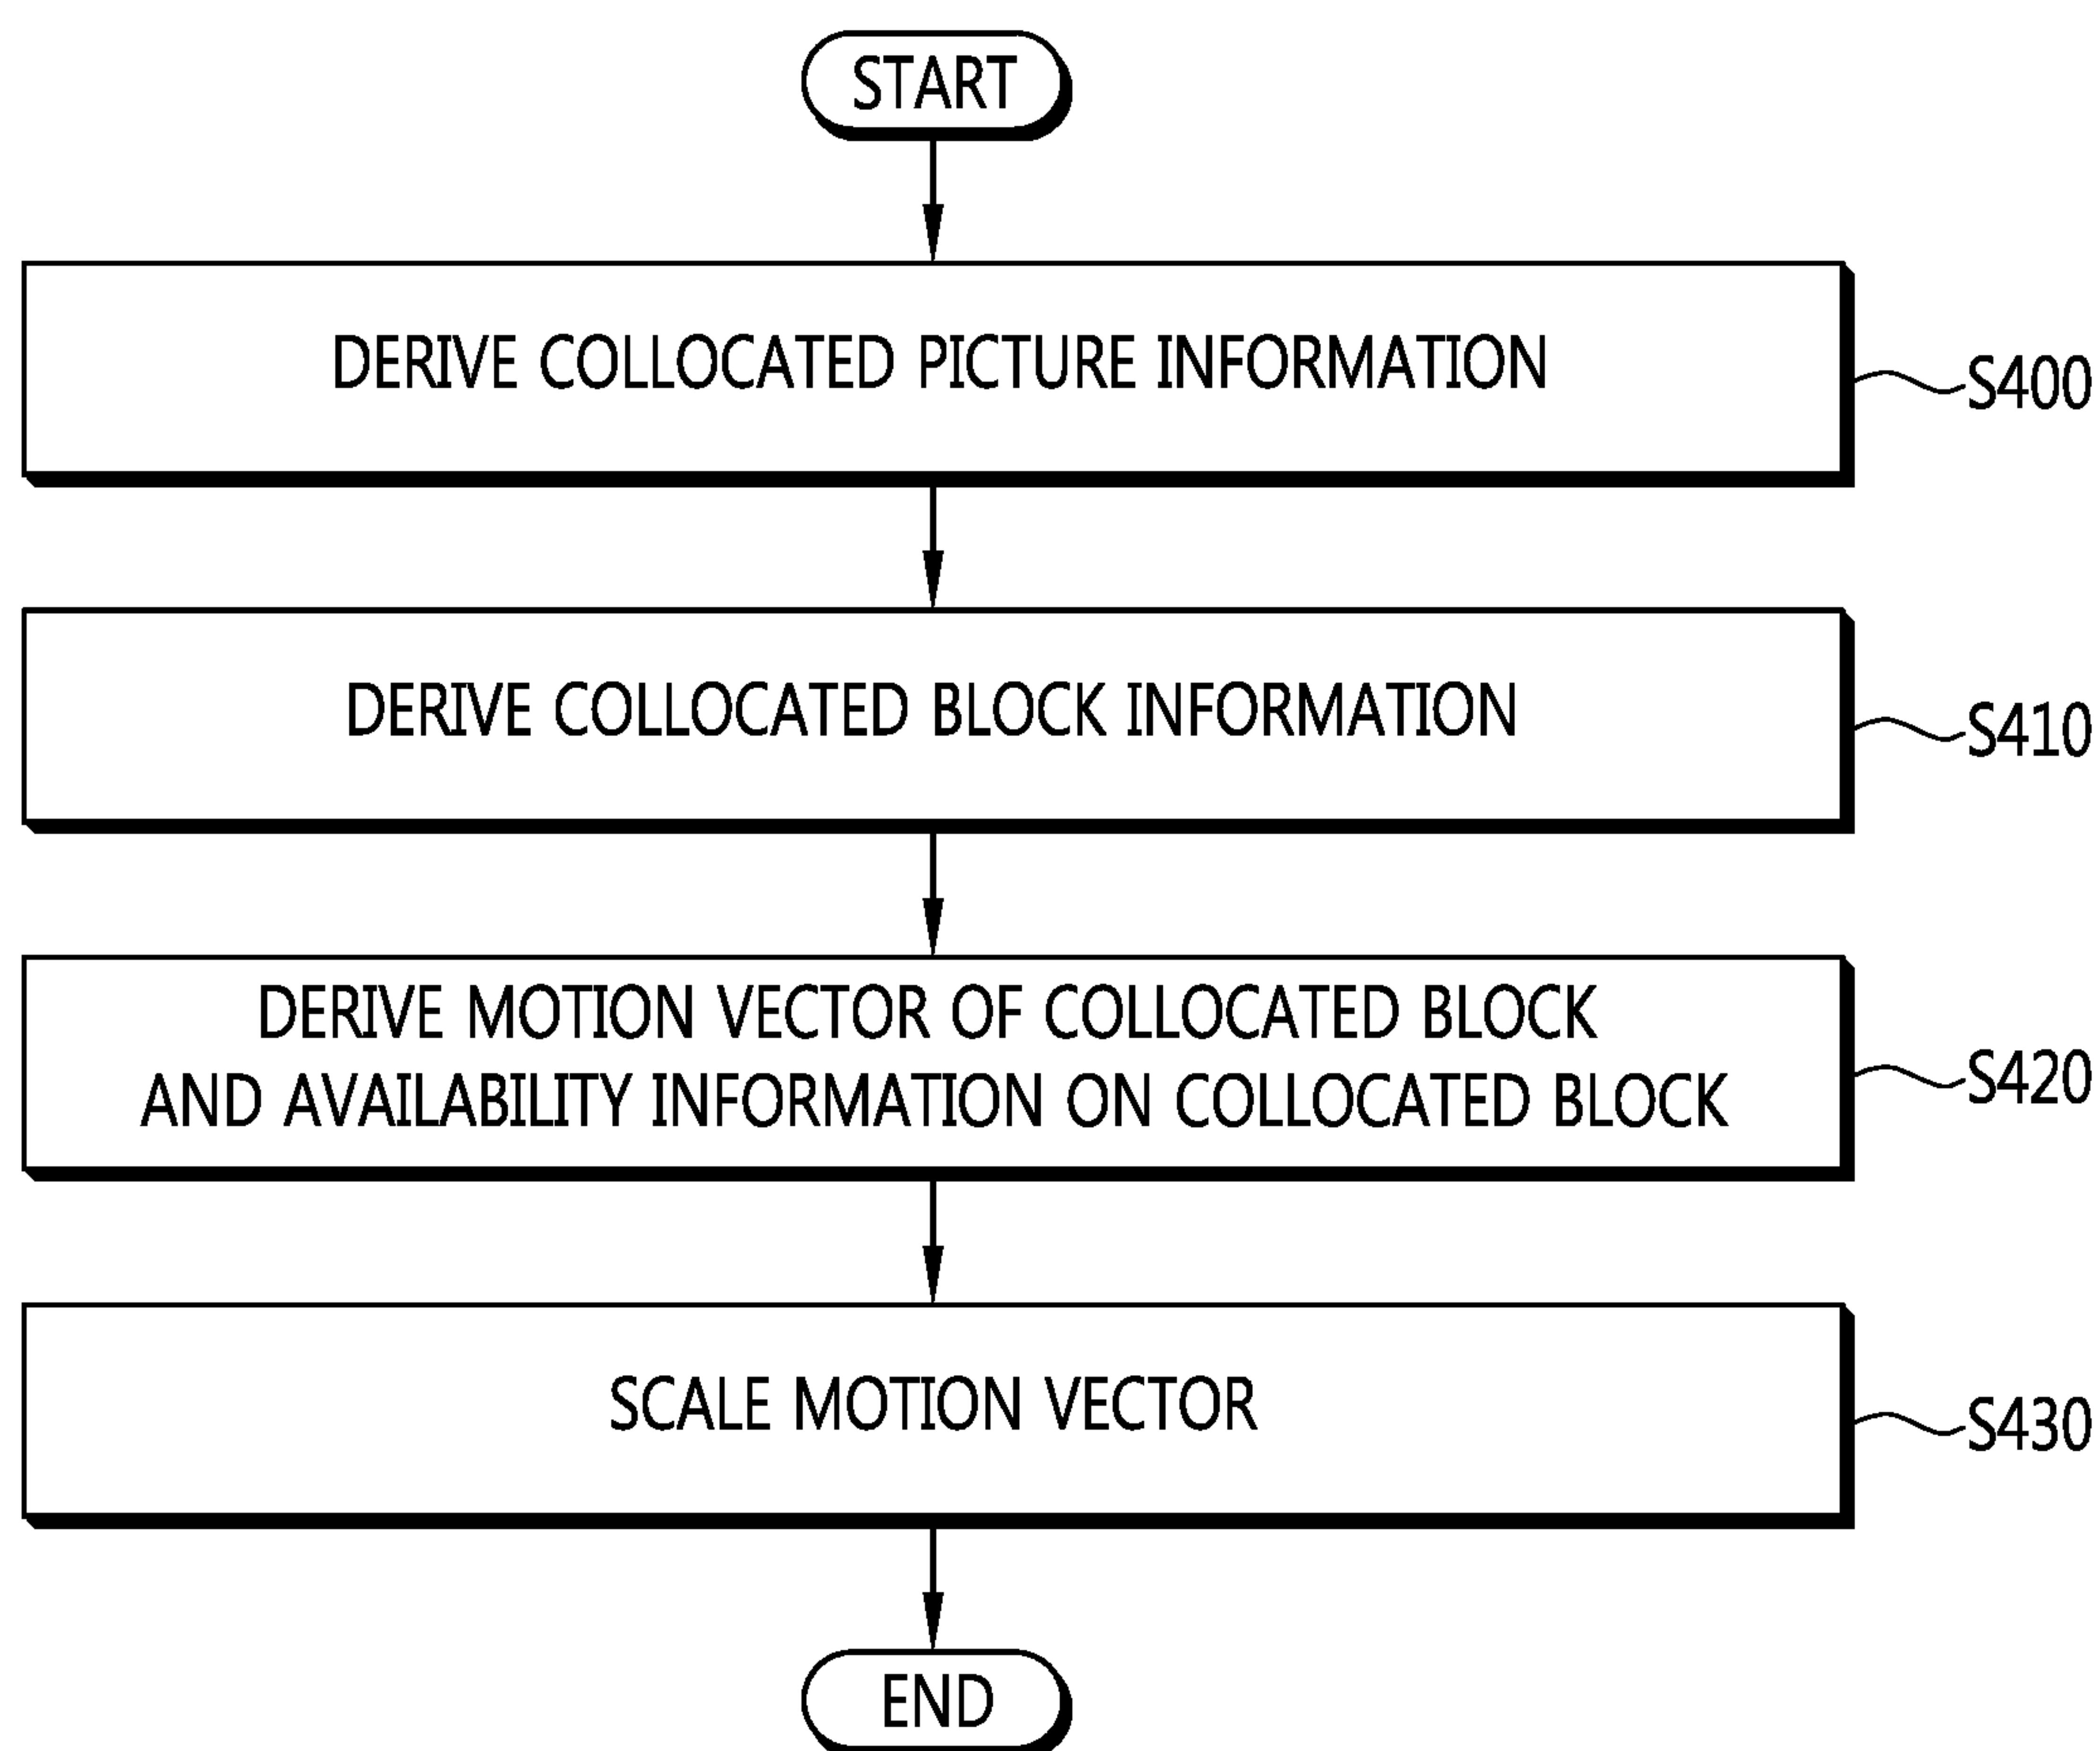 START
DERIVE COLLOCATED PICTURE INFORMATION
S400
DERIVE COLLOCATED BLOCK INFORMATION
S410
DERIVE MOTION VECTOR OF COLLOCATED BLOCK
AND AVAILABILITY INFORMATION ON COLLOCATED BLOCK
S420
SCALE MOTION VECTOR
S430
END